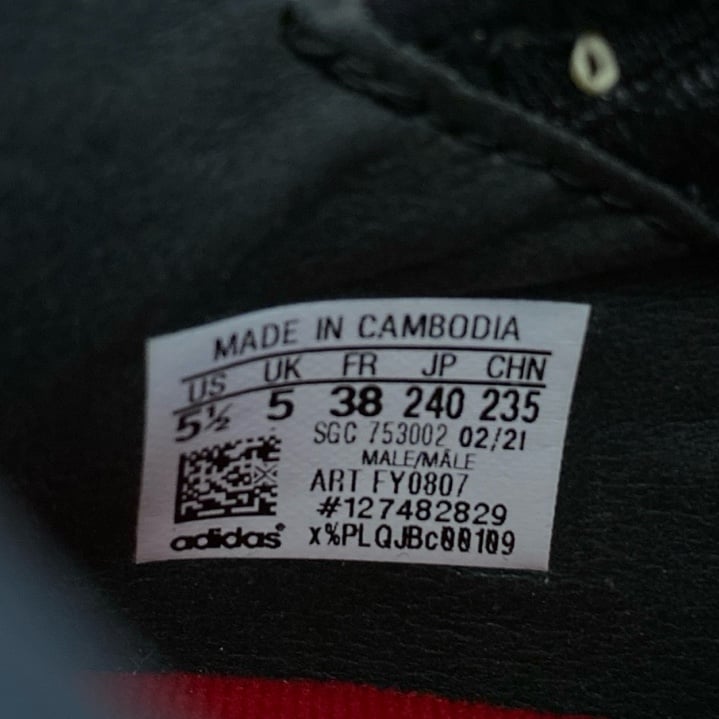 MADE IN CAMBODIA
US UK FR JP CHN
5½ 5 38 240 235
SGC 753002 02/21
MALE/MÂLE
ART FY0807
#127482829
adidas® x%PLQJBc00109